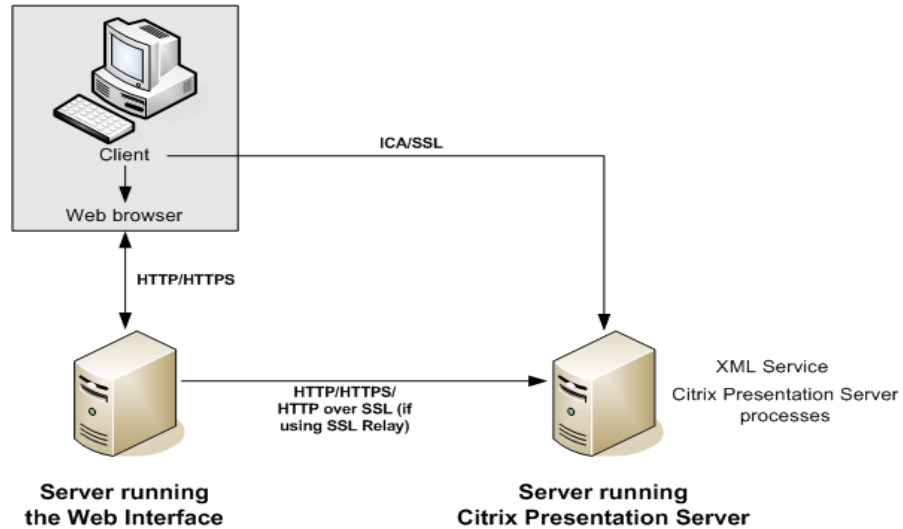 Client
ICA/SSL
Web browser
HTTP/HTTPS
HTTP/HTTPS/
HTTP over SSL (if
using SSL Relay)
XML Service
Citrix Presentation Server
processes
Server running
the Web Interface
Server running
Citrix Presentation Server